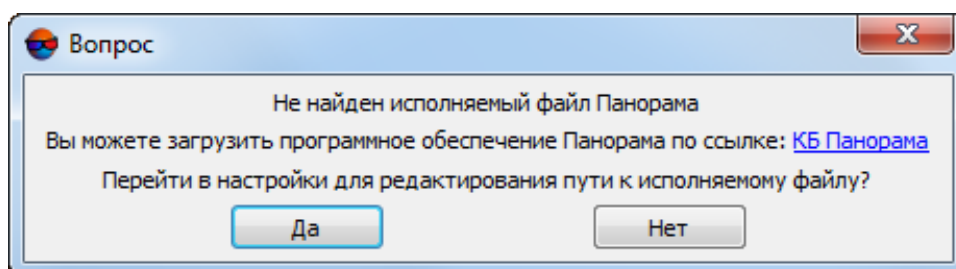 Вопрос
Не найден исполняемый файл Панорама
Вы можете загрузить программное обеспечение Панорама по ссылке: КБ Панорама
Перейти в настройки для редактирования пути к исполняемому файлу?
Да
Нет